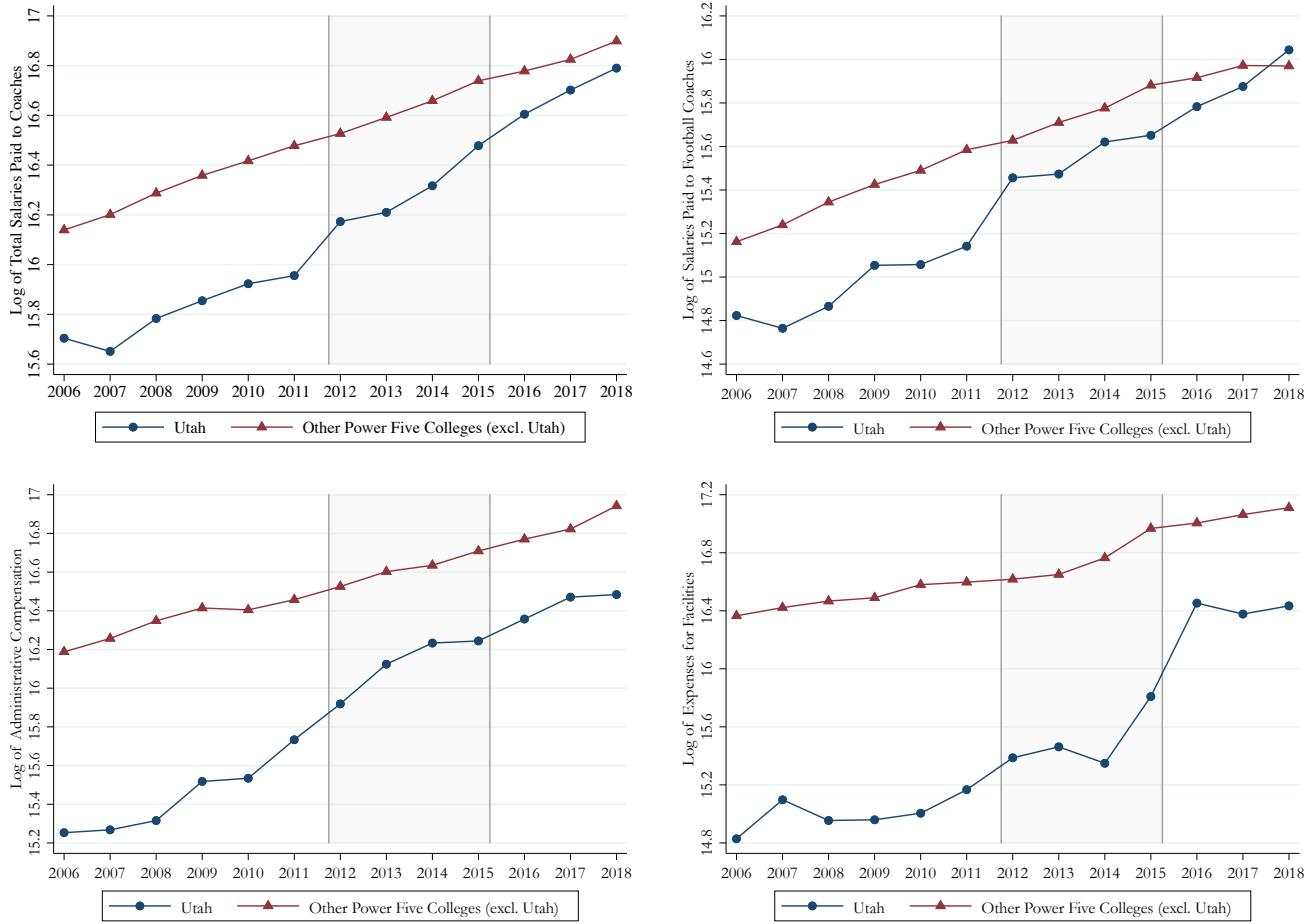 Log of Total Salaries Paid to Coaches
17
16.8
16.6
16.4
16.2
16
15.8
15.6
2006 2007 2008 2009 2010 2011 2012 2013 2014 2015 2016 2017 2018
Utah Other Power Five Colleges (excl. Utah)
Log of Salaries Paid to Football Coaches
16.2
16
15.8
15.6
15.4
15.2
15
14.8
14.6
2006 2007 2008 2009 2010 2011 2012 2013 2014 2015 2016 2017 2018
Utah Other Power Five Colleges (excl. Utah)
Log of Administrative Compensation
17
16.8
16.6
16.4
16.2
16
15.8
15.6
15.4
15.2
2006 2007 2008 2009 2010 2011 2012 2013 2014 2015 2016 2017 2018
Utah Other Power Five Colleges (excl. Utah)
Log of Expenses for Facilities
17.2
16.8
16.4
16
15.6
15.2
14.8
2006 2007 2008 2009 2010 2011 2012 2013 2014 2015 2016 2017 2018
Utah Other Power Five Colleges (excl. Utah)